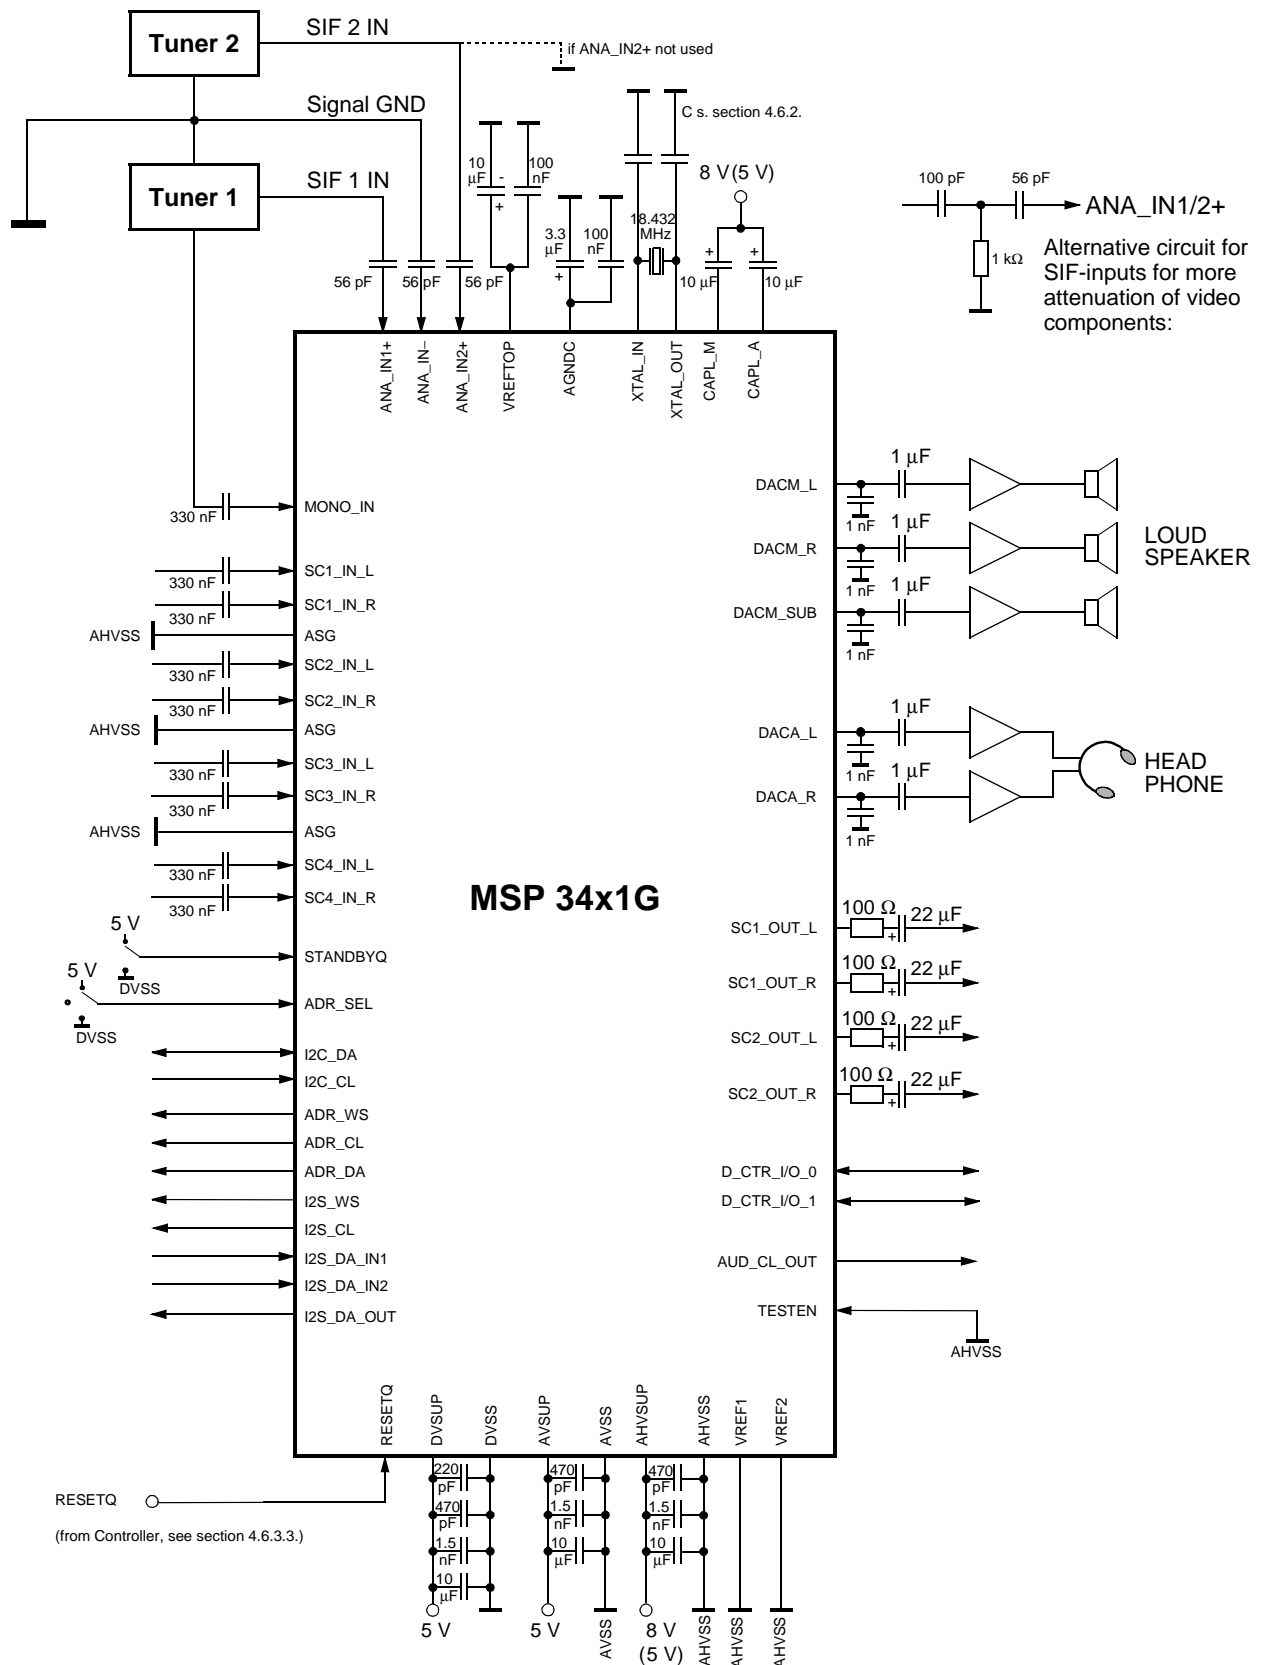 Tuner 2
SIF 2 IN
if ANA_IN2+ not used
Signal GND
C s. section 4.6.2.
Tuner 1
SIF 1 IN
10 µF
-
+
100 nF
8 V (5 V)
18.432 MHz
3.3 µF
+
100 nF
+
+
10 µF
10 µF
56 pF
56 pF
56 pF
100 pF
56 pF
ANA_IN1/2+
1 kΩ
Alternative circuit for
SIF-inputs for more
attenuation of video
components:
ANA_IN1+
ANA_IN−
ANA_IN2+
VREFTOP
AGNDC
XTAL_IN
XTAL_OUT
CAPL_M
CAPL_A
330 nF
MONO_IN
330 nF
SC1_IN_L
330 nF
SC1_IN_R
AHVSS
ASG
330 nF
SC2_IN_L
330 nF
SC2_IN_R
AHVSS
ASG
330 nF
SC3_IN_L
330 nF
SC3_IN_R
AHVSS
ASG
330 nF
SC4_IN_L
330 nF
SC4_IN_R
5 V
DVSS
STANDBYQ
5 V
DVSS
ADR_SEL
I2C_DA
I2C_CL
ADR_WS
ADR_CL
ADR_DA
I2S_WS
I2S_CL
I2S_DA_IN1
I2S_DA_IN2
I2S_DA_OUT
MSP 34x1G
DACM_L
1 µF
1 nF
DACM_R
1 µF
1 nF
DACM_SUB
1 µF
1 nF
LOUD
SPEAKER
DACA_L
1 µF
1 nF
DACA_R
1 µF
1 nF
HEAD
PHONE
SC1_OUT_L
100 Ω
+
22 µF
SC1_OUT_R
100 Ω
+
22 µF
SC2_OUT_L
100 Ω
+
22 µF
SC2_OUT_R
100 Ω
+
22 µF
D_CTR_I/O_0
D_CTR_I/O_1
AUD_CL_OUT
TESTEN
AHVSS
RESETQ
DVSUP
DVSS
AVSUP
AVSS
AHVSUP
AHVSS
VREF1
VREF2
RESETQ
(from Controller, see section 4.6.3.3.)
220 pF
470 pF
1.5 nF
10 µF
5 V
470 pF
1.5 nF
10 µF
5 V
AVSS
470 pF
1.5 nF
10 µF
8 V
(5 V)
AHVSS
AHVSS
AHVSS